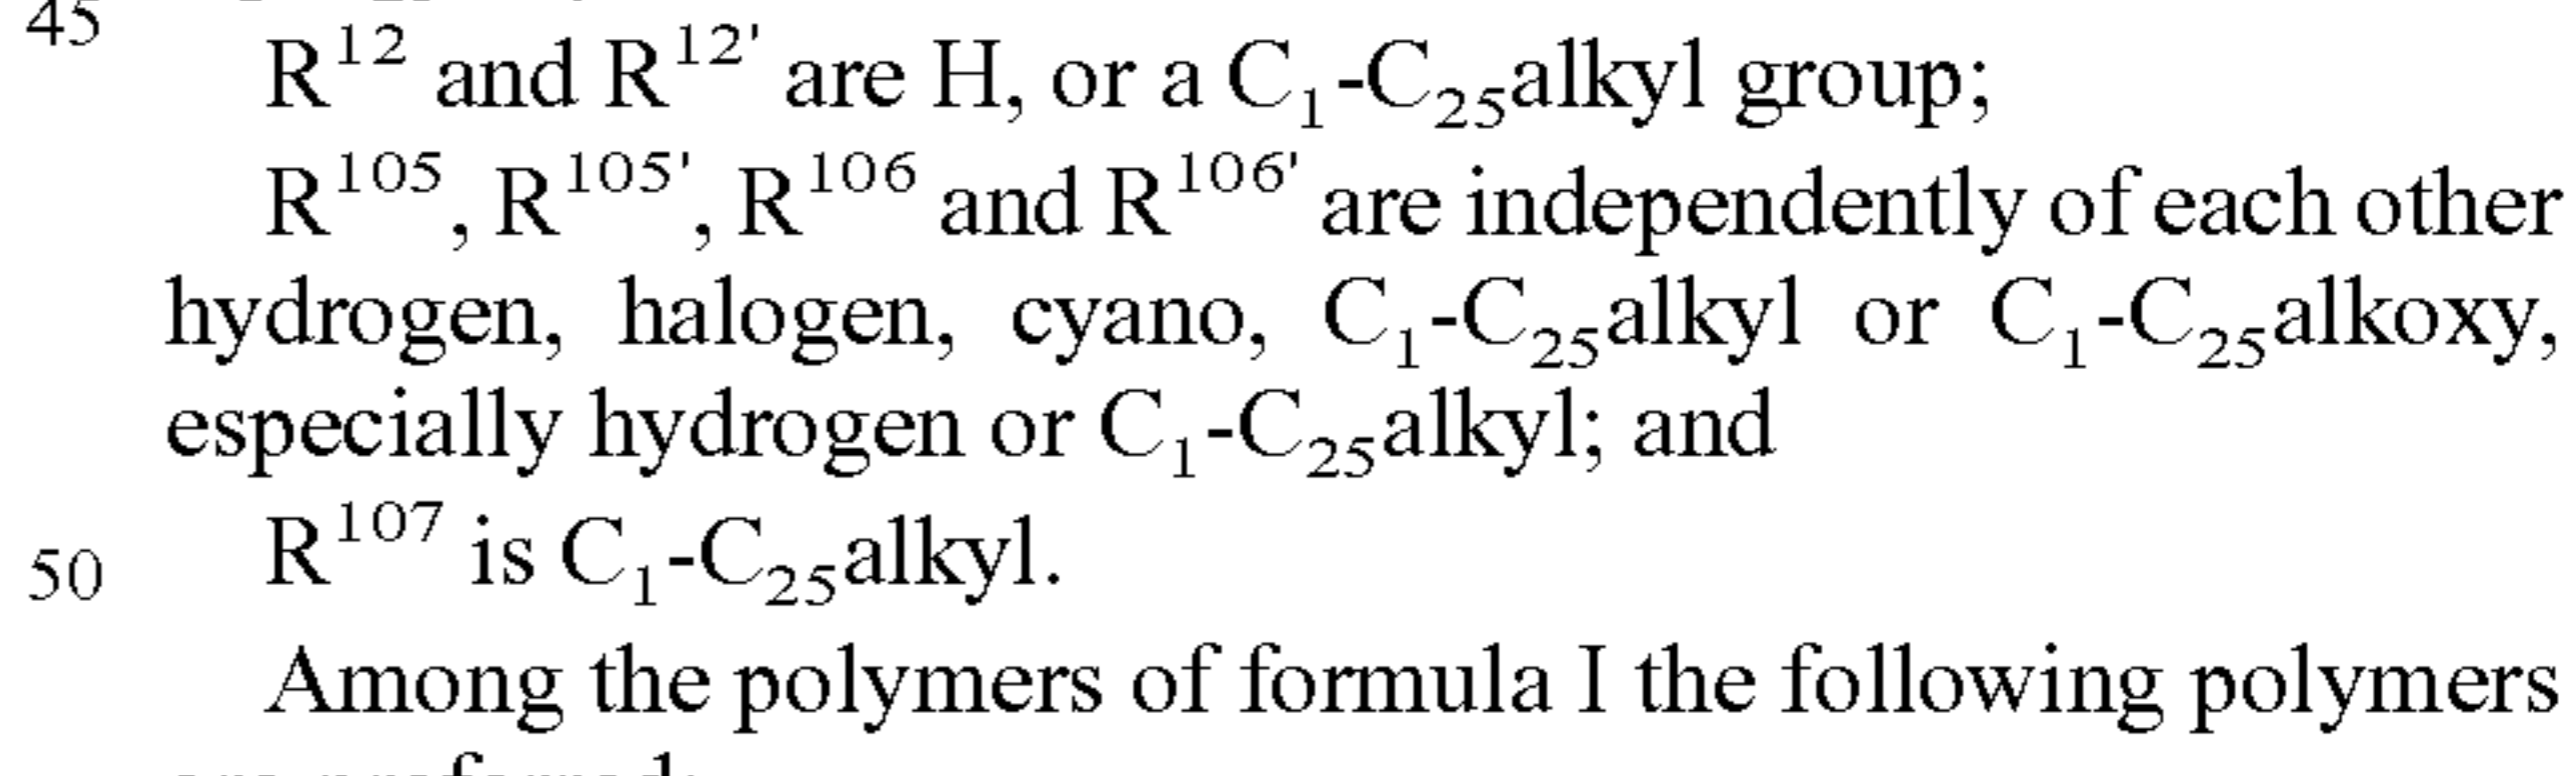 45
R¹² and R¹²' are H, or a C₁-C₂₅alkyl group;
R¹⁰⁵, R¹⁰⁵', R¹⁰⁶ and R¹⁰⁶' are independently of each other
hydrogen, halogen, cyano, C₁-C₂₅alkyl or C₁-C₂₅alkoxy,
especially hydrogen or C₁-C₂₅alkyl; and
50 R¹⁰⁷ is C₁-C₂₅alkyl.
Among the polymers of formula I the following polymers